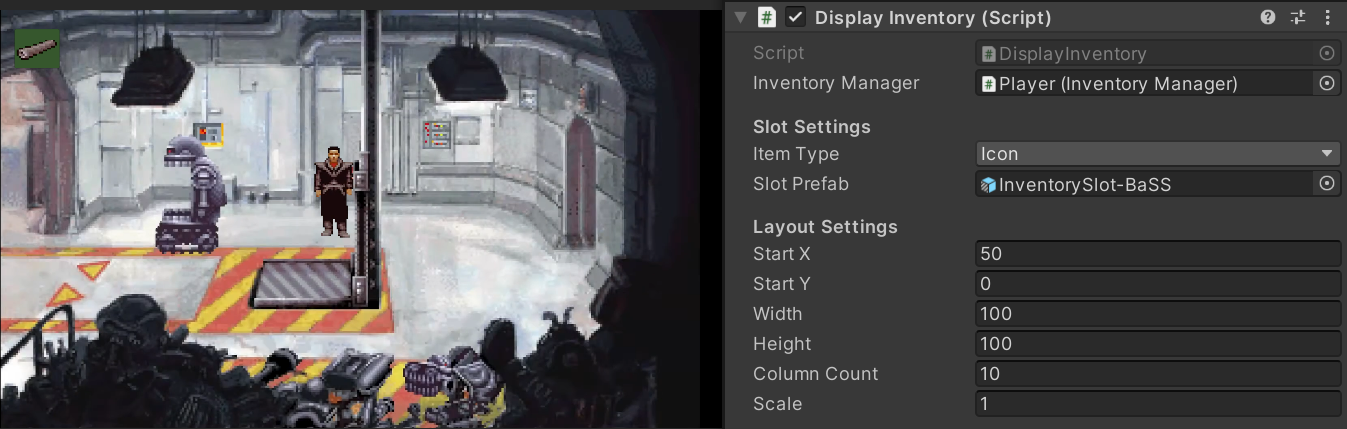 Display Inventory (Script)
Script DisplayInventory
Inventory Manager Player (Inventory Manager)
Slot Settings
Item Type Icon
Slot Prefab InventorySlot-BaSS
Layout Settings
Start X 50
Start Y 0
Width 100
Height 100
Column Count 10
Scale 1